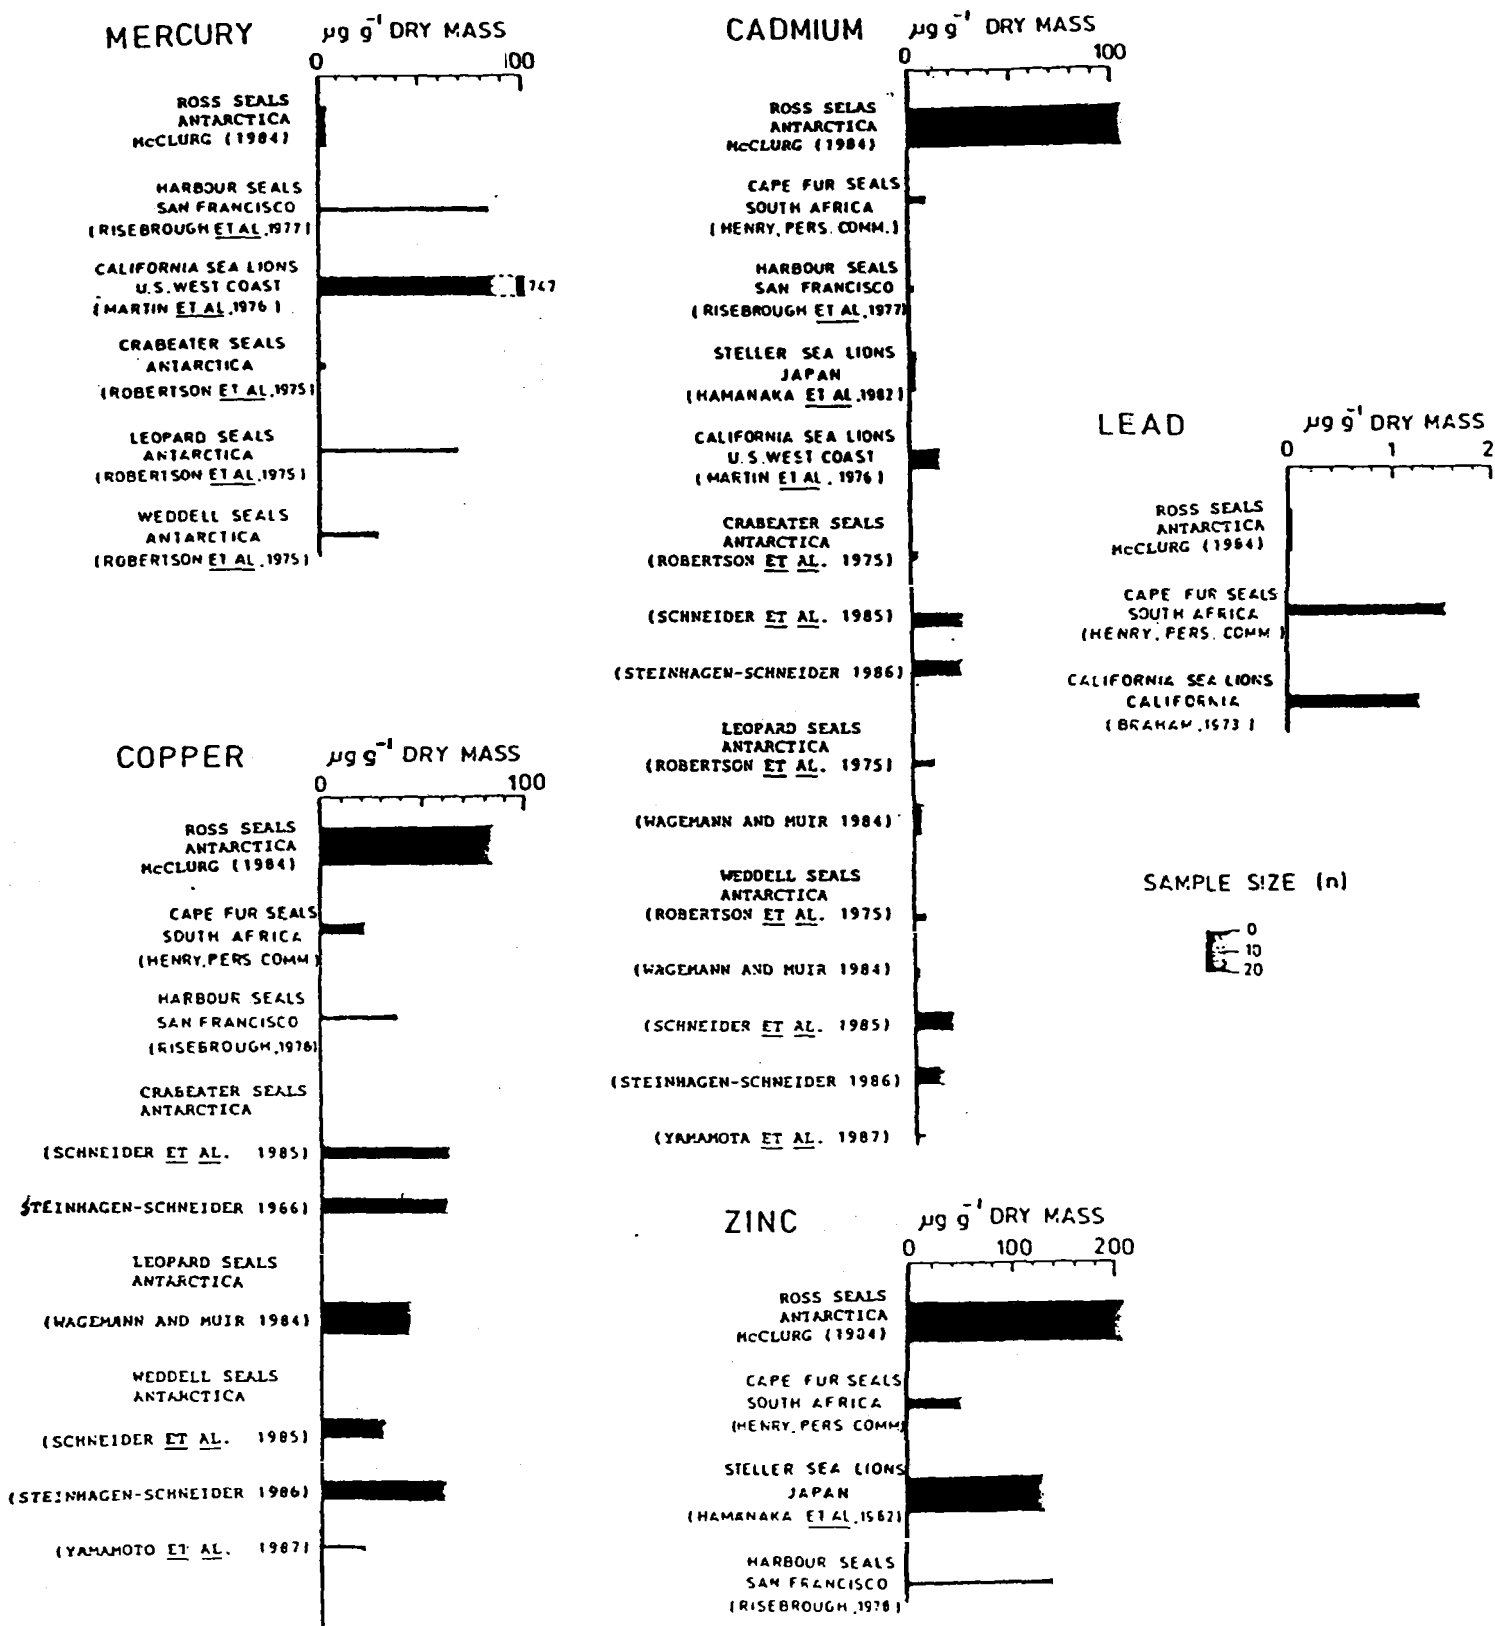 MERCURY
µg g⁻¹ DRY MASS
0 100
ROSS SEALS
ANTARCTICA
McCLURG (1984)
HARBOUR SEALS
SAN FRANCISCO
(RISEBROUGH ET AL,1977)
CALIFORNIA SEA LIONS
U.S.WEST COAST
747
(MARTIN ET AL,1976)
CRABEATER SEALS
ANTARCTICA
(ROBERTSON ET AL,1975)
LEOPARD SEALS
ANTARCTICA
(ROBERTSON ET AL,1975)
WEDDELL SEALS
ANTARCTICA
(ROBERTSON ET AL,1975)
COPPER
µg g⁻¹ DRY MASS
0 100
ROSS SEALS
ANTARCTICA
McCLURG (1984)
CAPE FUR SEALS
SOUTH AFRICA
(HENRY,PERS COMM)
HARBOUR SEALS
SAN FRANCISCO
(RISEBROUGH,1978)
CRABEATER SEALS
ANTARCTICA
(SCHNEIDER ET AL. 1985)
STEINHAGEN-SCHNEIDER 1966)
LEOPARD SEALS
ANTARCTICA
(WAGEMANN AND MUIR 1984)
WEDDELL SEALS
ANTARCTICA
(SCHNEIDER ET AL. 1985)
(STEINHAGEN-SCHNEIDER 1986)
(YAMAMOTO ET AL. 1987)
CADMIUM
µg g⁻¹ DRY MASS
0 100
ROSS SELAS
ANTARCTICA
McCLURG (1984)
CAPE FUR SEALS
SOUTH AFRICA
(HENRY, PERS. COMM.)
HARBOUR SEALS
SAN FRANCISCO
(RISEBROUGH ET AL,1977)
STELLER SEA LIONS
JAPAN
(HAMANAKA ET AL,1982)
CALIFORNIA SEA LIONS
U.S.WEST COAST
(MARTIN ET AL, 1976)
CRABEATER SEALS
ANTARCTICA
(ROBERTSON ET AL. 1975)
(SCHNEIDER ET AL. 1985)
(STEINHAGEN-SCHNEIDER 1986)
LEOPARD SEALS
ANTARCTICA
(ROBERTSON ET AL. 1975)
(WAGEMANN AND MUIR 1984)
WEDDELL SEALS
ANTARCTICA
(ROBERTSON ET AL. 1975)
(WAGEMANN AND MUIR 1984)
(SCHNEIDER ET AL. 1985)
(STEINHAGEN-SCHNEIDER 1986)
(YAMAMOTA ET AL. 1987)
ZINC
µg g⁻¹ DRY MASS
0 100 200
ROSS SEALS
ANTARCTICA
McCLURG (1984)
CAPE FUR SEALS
SOUTH AFRICA
(HENRY, PERS COMM)
STELLER SEA LIONS
JAPAN
(HAMANAKA ET AL,1982)
HARBOUR SEALS
SAN FRANCISCO
(RISEBROUGH,1978)
LEAD
µg g⁻¹ DRY MASS
0 1 2
ROSS SEALS
ANTARCTICA
McCLURG (1984)
CAPE FUR SEALS
SOUTH AFRICA
(HENRY, PERS. COMM)
CALIFORNIA SEA LIONS
CALIFORNIA
(BRAHAM,1973)
SAMPLE SIZE (n)
0
10
20